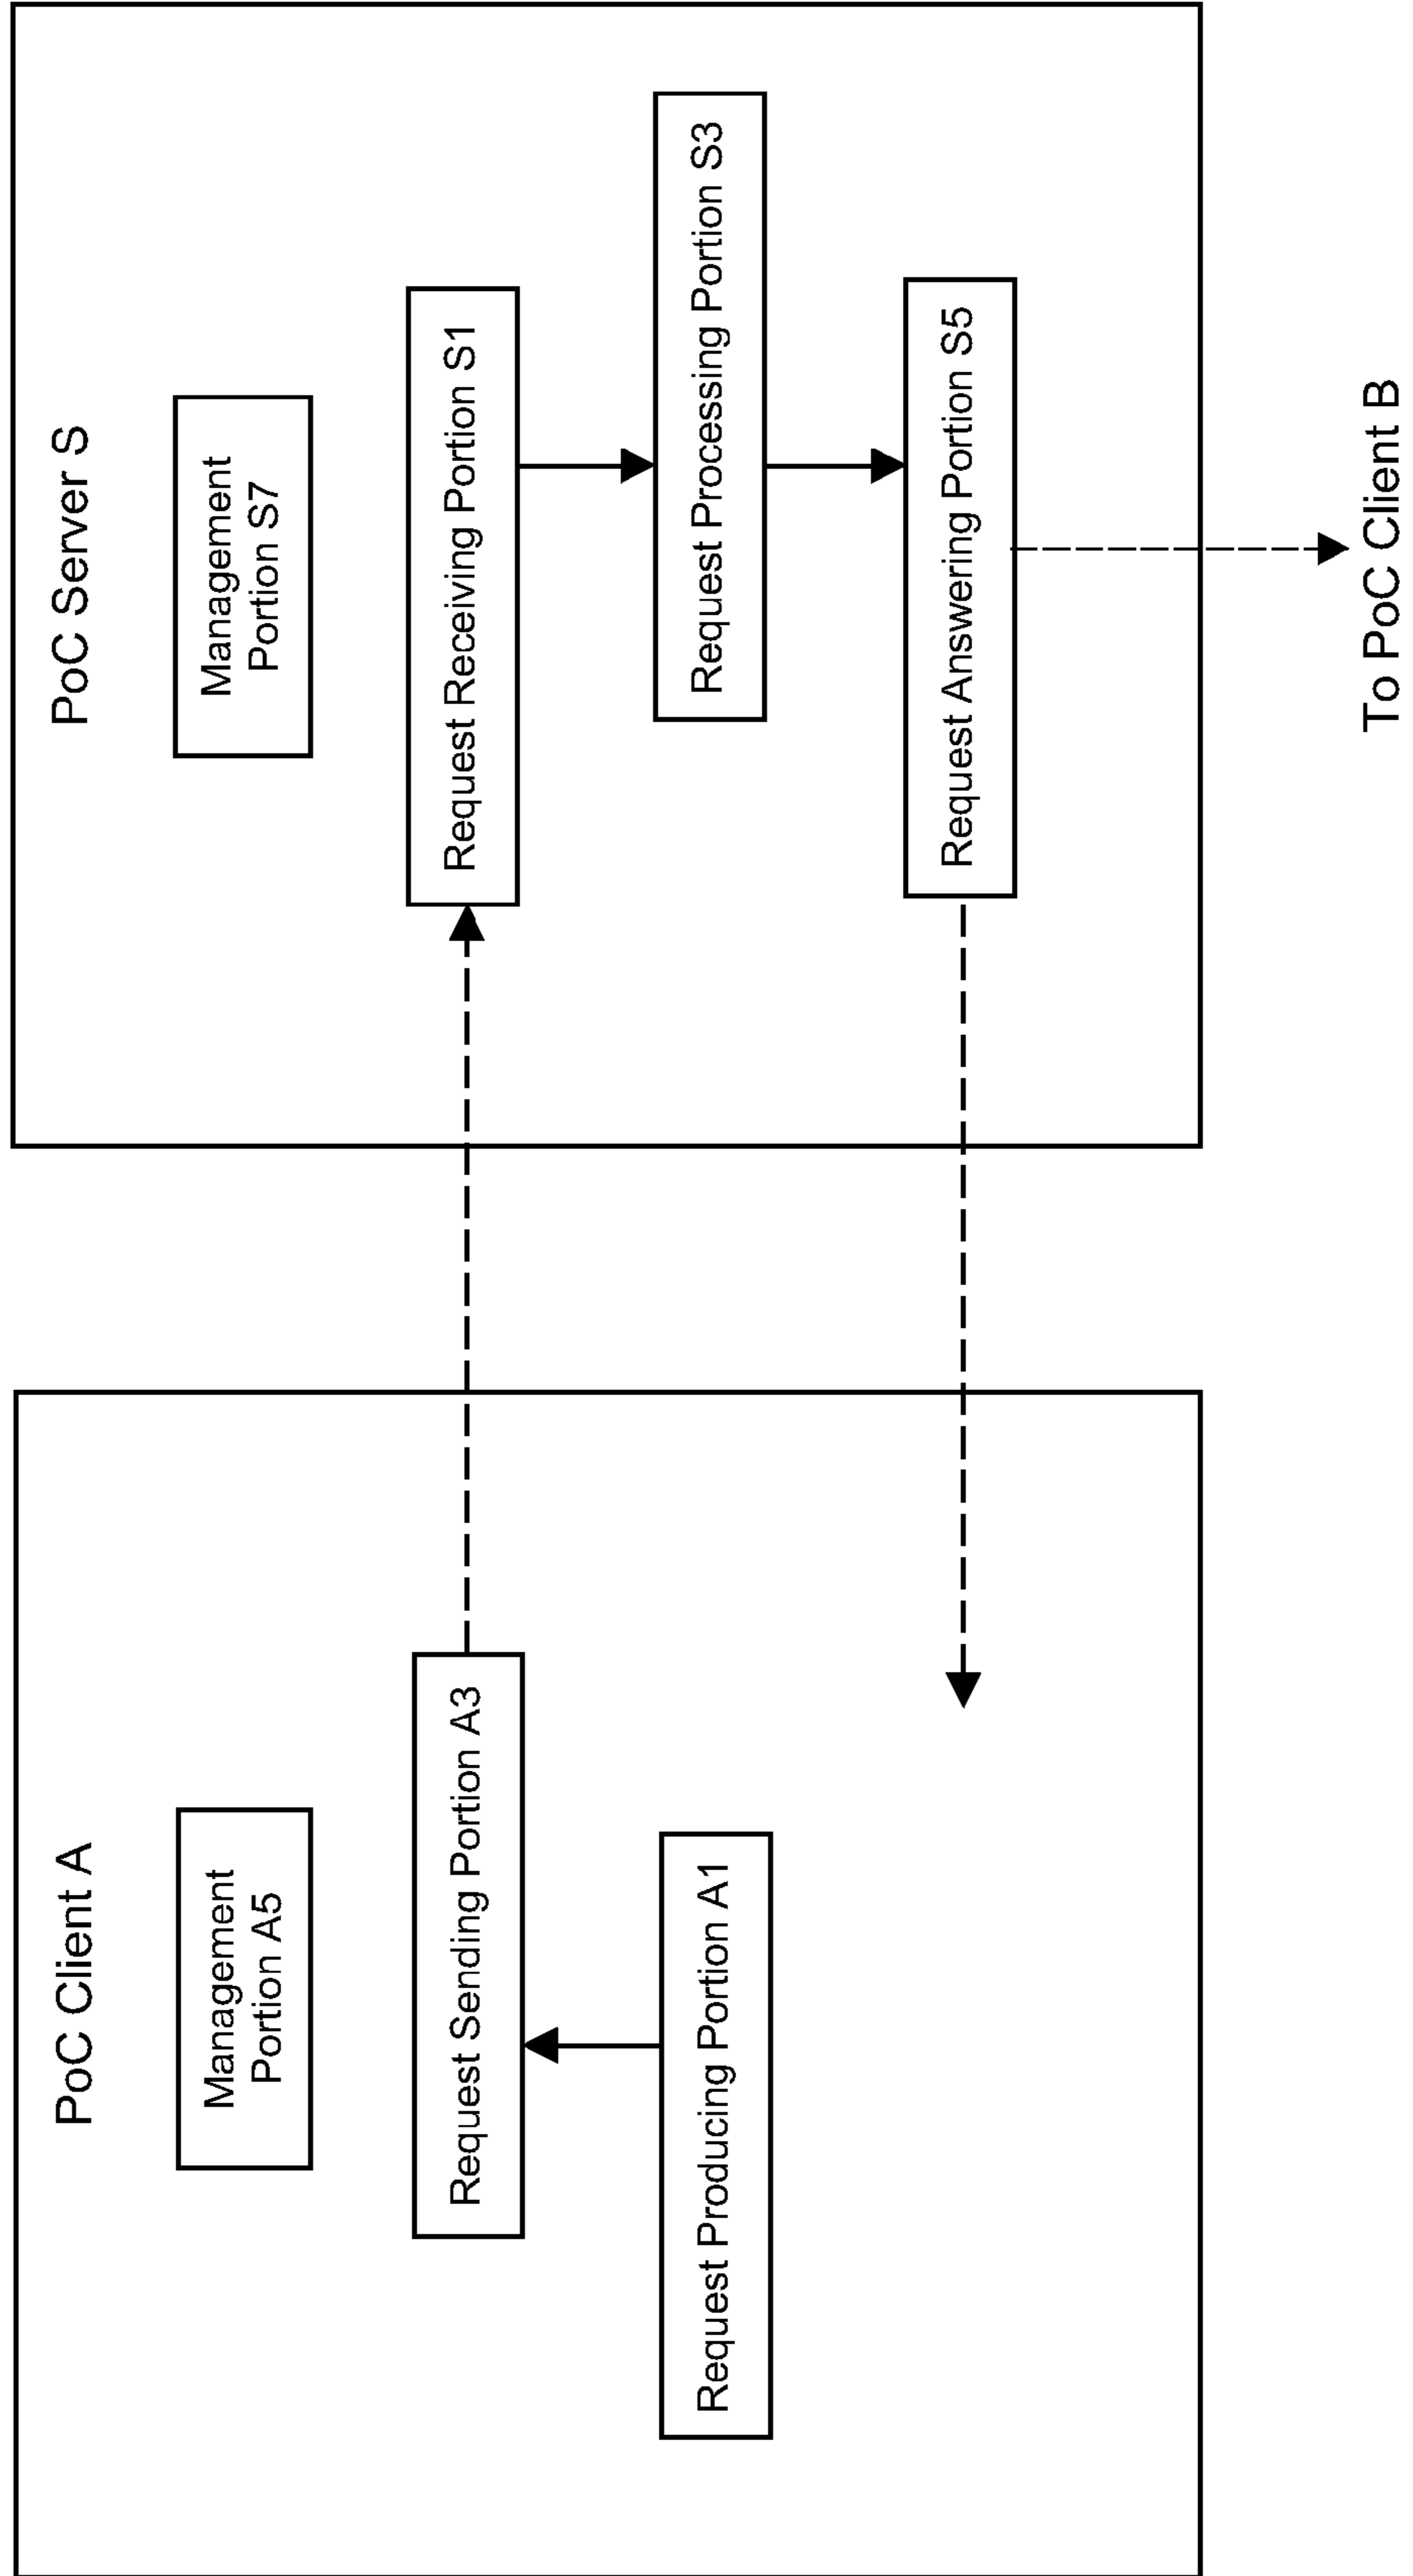 PoC Client A
Management
Portion A5
Request Sending Portion A3
Request Producing Portion A1
PoC Server S
Management
Portion S7
Request Receiving Portion S1
Request Processing Portion S3
Request Answering Portion S5
To PoC Client B